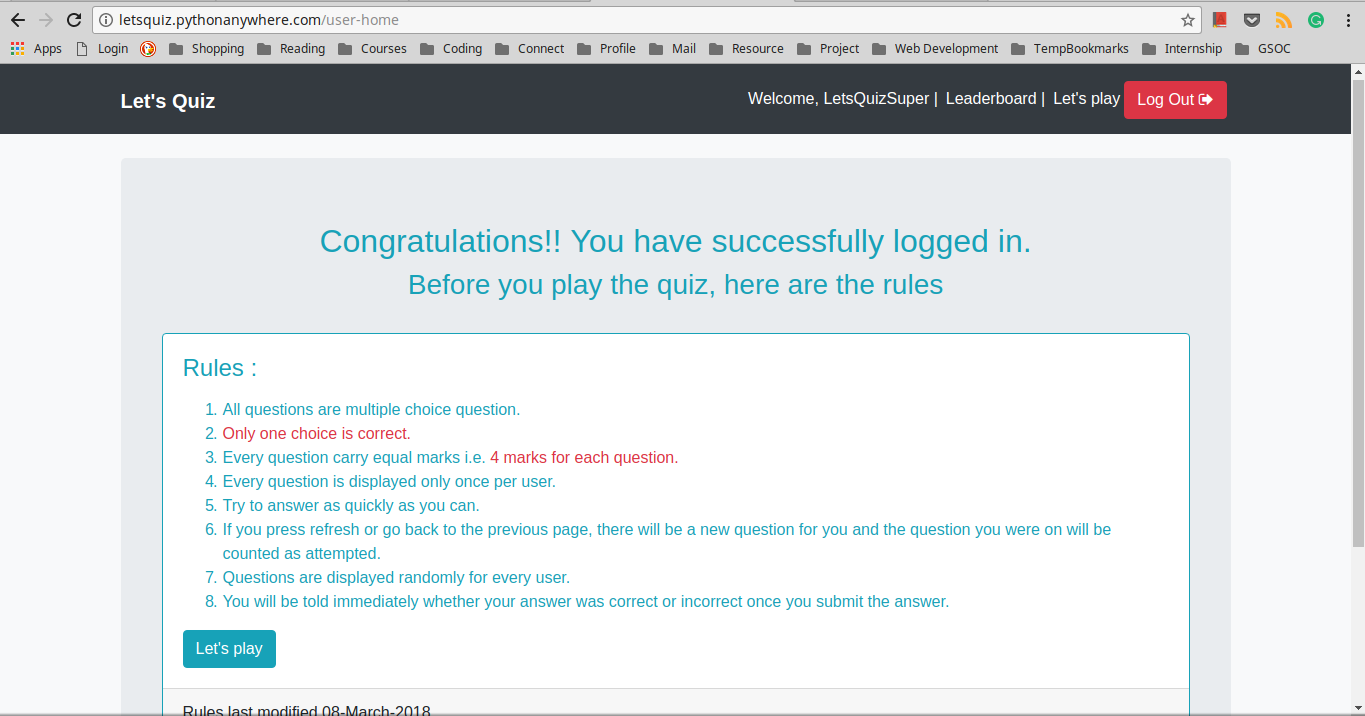 letsquiz.pythonanywhere.com/user-home
Apps Login Shopping Reading Courses Coding Connect Profile Mail Resource Project Web Development TempBookmarks Internship GSOC
Let's Quiz Welcome, LetsQuizSuper | Leaderboard | Let's play Log Out
Congratulations!! You have successfully logged in.
Before you play the quiz, here are the rules
Rules :
1. All questions are multiple choice question.
2. Only one choice is correct.
3. Every question carry equal marks i.e. 4 marks for each question.
4. Every question is displayed only once per user.
5. Try to answer as quickly as you can.
6. If you press refresh or go back to the previous page, there will be a new question for you and the question you were on will be
counted as attempted.
7. Questions are displayed randomly for every user.
8. You will be told immediately whether your answer was correct or incorrect once you submit the answer.
Let's play
Rules last modified 08-March-2018